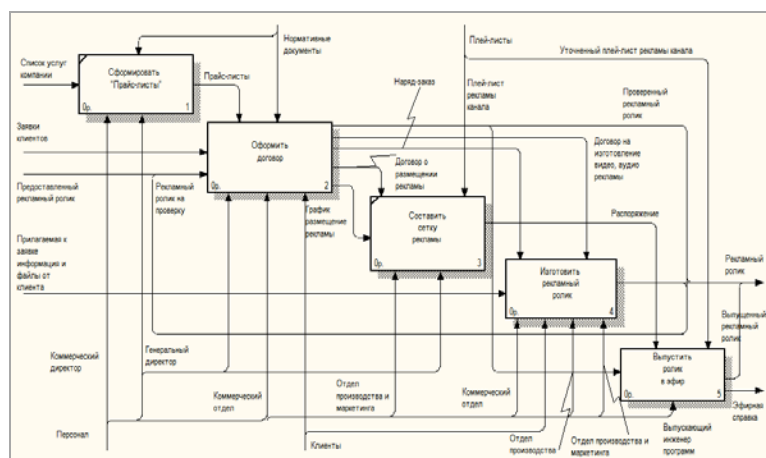 Нормативные
документы
Плей-листы
Уточненный плей-лист рекламы канала
Список услуг
компании
Сформировать
"Прайс-листы"
0р.
1
Прайс-листы
Наряд-заказ
Плей-лист
рекламы
канала
Проверенный
рекламный
ролик
Заявки
клиентов
Оформить
договор
0р.
2
Договор на
изготовление
видео, аудио
рекламы
Договор о
размещении
рекламы
Предоставленный
рекламный ролик
Рекламный
ролик на
проверку
График
размещение
рекламы
Составить
сетку
рекламы
0р.
3
Распоряжение
Прилагаемая к
заявке
информация и
файлы от
клиента
Изготовить
рекламный
ролик
0р.
4
Рекламный
ролик
Выпущенный
рекламный
ролик
Коммерческий
директор
Генеральный
директор
Коммерческий
отдел
Отдел
производства и
маркетинга
Коммерческий
отдел
Выпустить
ролик
в эфир
0р.
5
Эфирная
справка
Персонал
Клиенты
Отдел
производства
Отдел производства и
маркетинга
Выпускающий
инженер
программ